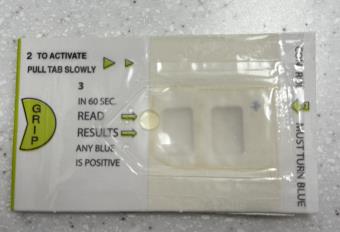 2 TO ACTIVATE
PULL TAB SLOWLY
3
IN 60 SEC.
READ
RESULTS
ANY BLUE
IS POSITIVE
GRIP
+
MUST TURN BLUE